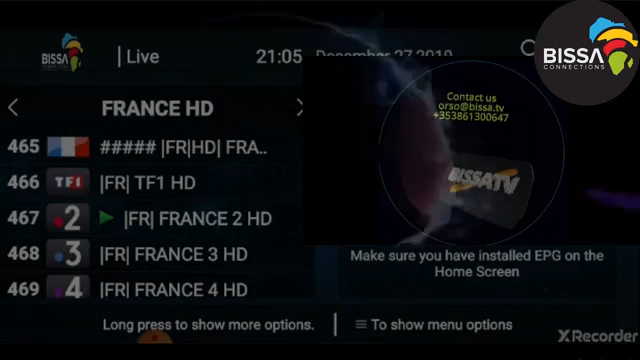 BISSA
CONNECTIONS
| Live
21:05
December 27 2019
BISSA
CONNECTIONS
FRANCE HD
465 ##### |FR|HD| FRA..
466 TF1 |FR| TF1 HD
467 2 |FR| FRANCE 2 HD
468 3 |FR| FRANCE 3 HD
469 4 |FR| FRANCE 4 HD
Contact us
orso@bissa.tv
+353861300647
BISSATV
Make sure you have installed EPG on the
Home Screen
Long press to show more options.
To show menu options
XRecorder